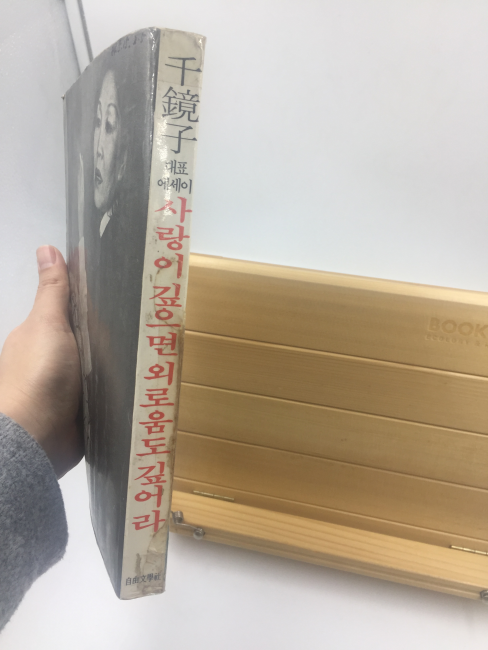 千鏡子
대표
에세이
사랑이 깊으면 외로움도 깊어라
自由文學社
BOOK